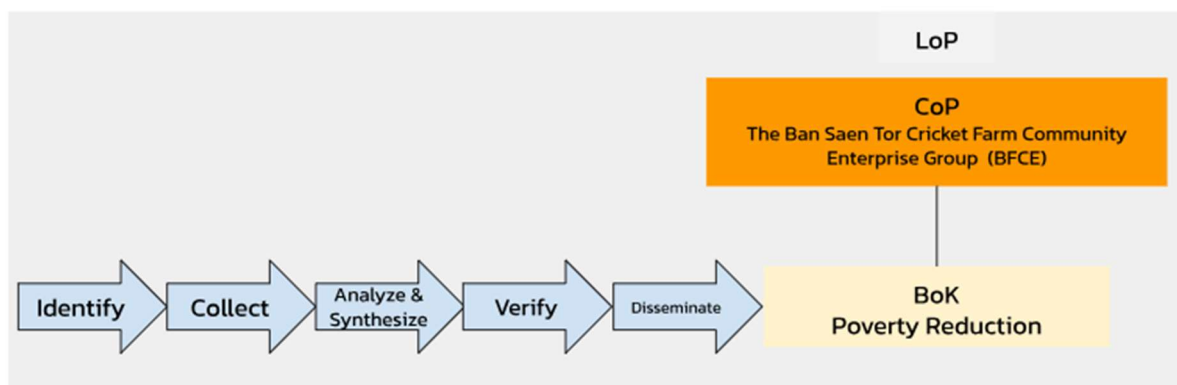 LoP
CoP
The Ban Saen Tor Cricket Farm Community
Enterprise Group (BFCE)
Identify
Collect
Analyze &
Synthesize
Verify
Disseminate
BoK
Poverty Reduction